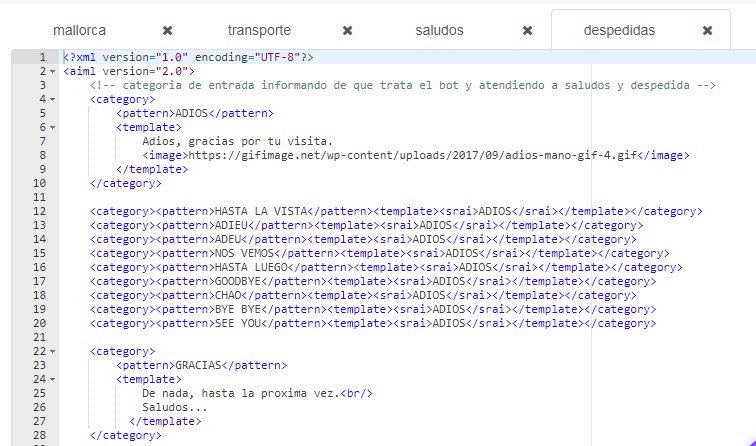 mallorca ✖ transporte ✖ saludos ✖ despedidas ✖
1 <?xml version="1.0" encoding="UTF-8"?>
2 <aiml version="2.0">
3 <!-- categoria de entrada informando de que trata el bot y atendiendo a saludos y despedida -->
4 <category>
5 <pattern>ADIOS</pattern>
6 <template>
7 Adios, gracias por tu visita.
8 <image>https://gifimage.net/wp-content/uploads/2017/09/adios-mano-gif-4.gif</image>
9 </template>
10 </category>
11
12 <category><pattern>HASTA LA VISTA</pattern><template><srai>ADIOS</srai></template></category>
13 <category><pattern>ADIEU</pattern><template><srai>ADIOS</srai></template></category>
14 <category><pattern>ADEU</pattern><template><srai>ADIOS</srai></template></category>
15 <category><pattern>NOS VEMOS</pattern><template><srai>ADIOS</srai></template></category>
16 <category><pattern>HASTA LUEGO</pattern><template><srai>ADIOS</srai></template></category>
17 <category><pattern>GOODBYE</pattern><template><srai>ADIOS</srai></template></category>
18 <category><pattern>CHAO</pattern><template><srai>ADIOS</srai></template></category>
19 <category><pattern>BYE BYE</pattern><template><srai>ADIOS</srai></template></category>
20 <category><pattern>SEE YOU</pattern><template><srai>ADIOS</srai></template></category>
21
22 <category>
23 <pattern>GRACIAS</pattern>
24 <template>
25 De nada, hasta la proxima vez.<br/>
26 Saludos...
27 </template>
28 </category>